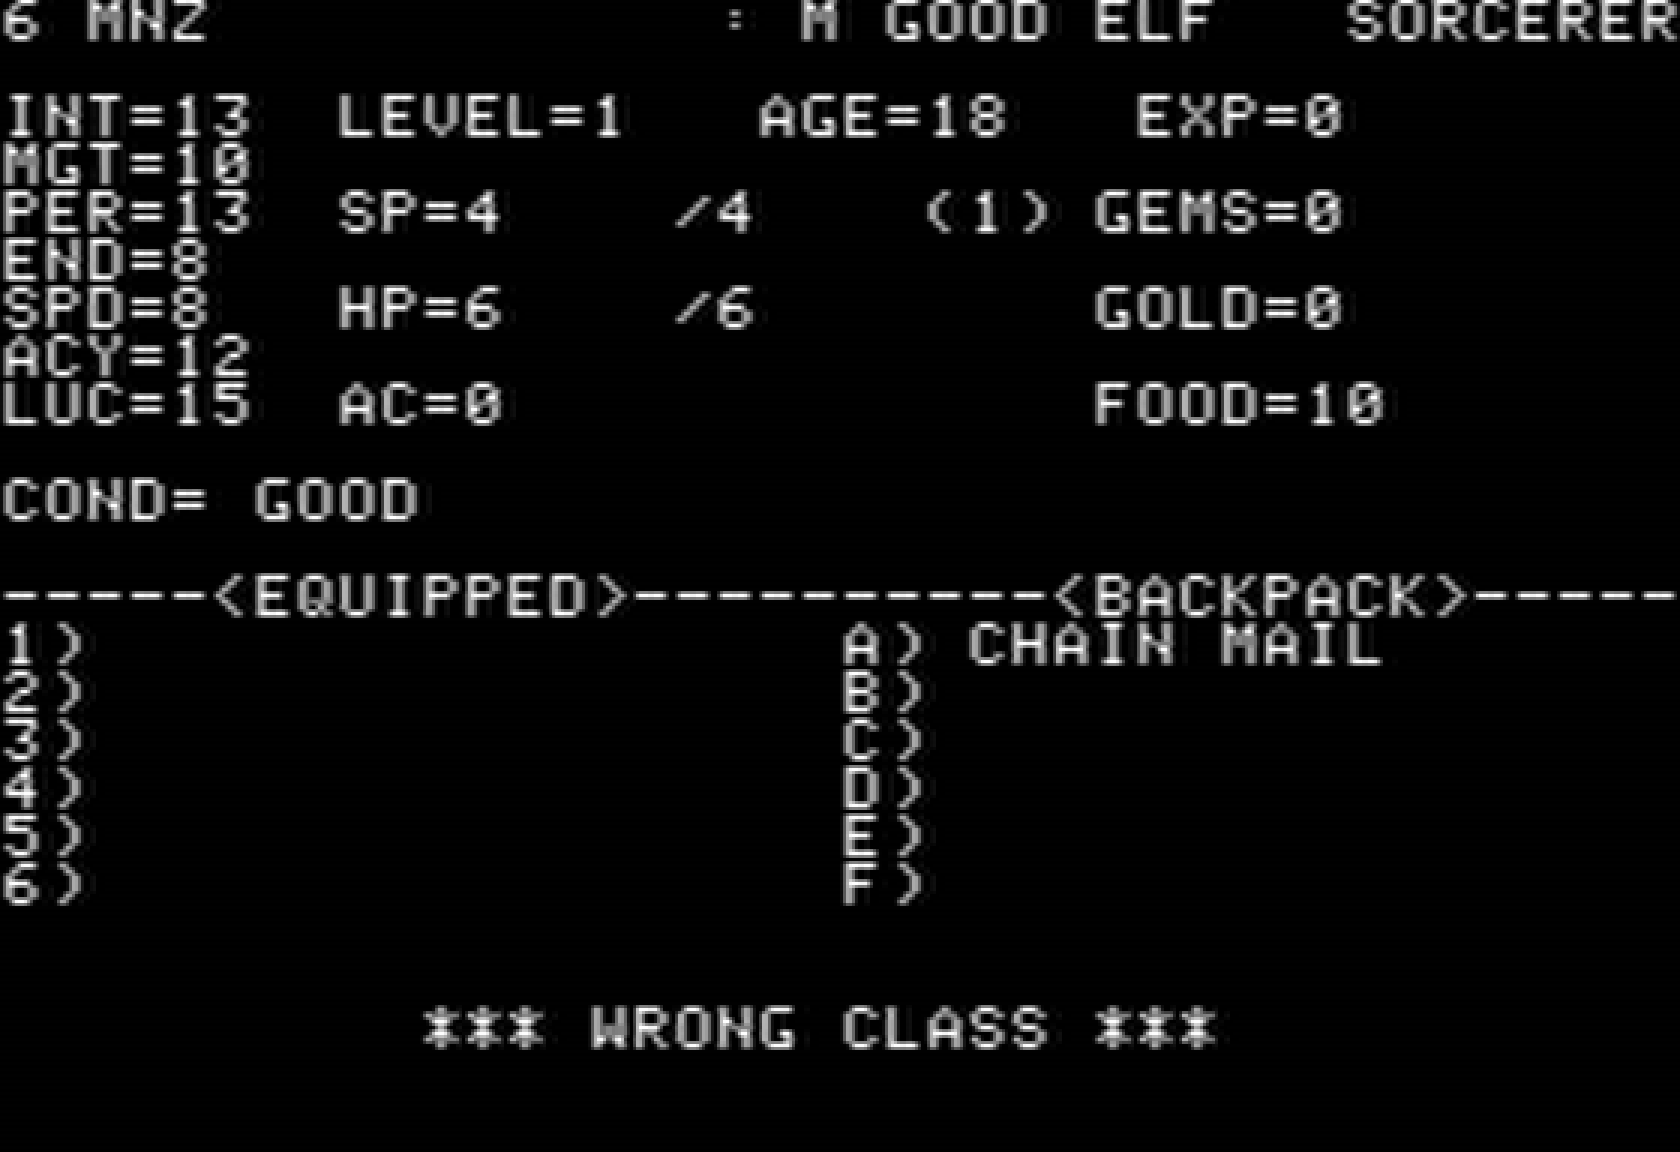 6 MNZ : M GOOD ELF SORCERER
INT=13 LEVEL=1 AGE=18 EXP=0
MGT=10
PER=13 SP=4 /4 (1) GEMS=0
END=8
SPD=8 HP=6 /6 GOLD=0
ACY=12
LUC=15 AC=0 FOOD=10
COND= GOOD
-----<EQUIPPED>----------<BACKPACK>-----
1) A) CHAIN MAIL
2) B)
3) C)
4) D)
5) E)
6) F)
*** WRONG CLASS ***